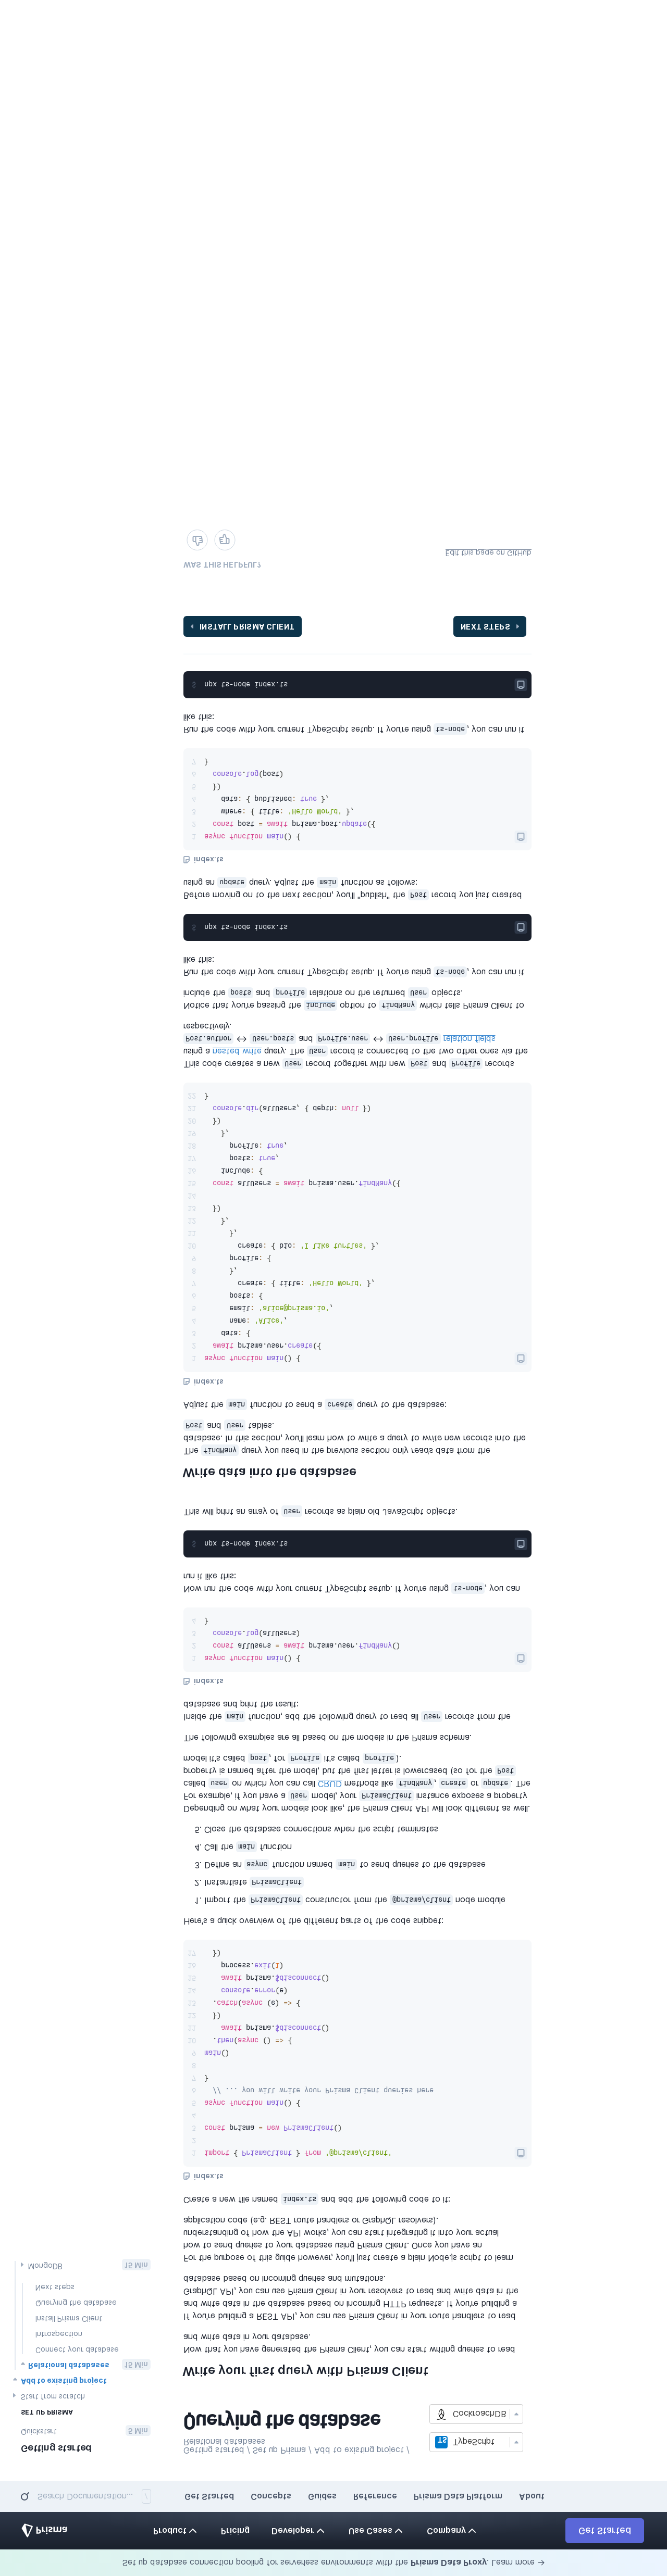 Set up database connection pooling for serverless environments with the Prisma Data Proxy. Learn more →
Prisma
Product
Pricing
Developer
Use Cases
Company
Get Started
Search Documentation...
/
Get Started
Concepts
Guides
Reference
Prisma Data Platform
About
Getting started
Quickstart
5 Min
SET UP PRISMA
Start from scratch
Add to existing project
Relational databases
15 Min
Connect your database
Introspection
Install Prisma Client
Querying the database
Next steps
MongoDB
15 Min
Getting started / Set up Prisma / Add to existing project /
Relational databases
Querying the database
TS TypeScript
CockroachDB
Write your first query with Prisma Client
Now that you have generated the Prisma Client, you can start writing queries to read
and write data in your database.
If you're building a REST API, you can use Prisma Client in your route handlers to read
and write data in the database based on incoming HTTP requests. If you're building a
GraphQL API, you can use Prisma Client in your resolvers to read and write data in the
database based on incoming queries and mutations.
For the purpose of this guide however, you'll just create a plain Node.js script to learn
how to send queries to your database using Prisma Client. Once you have an
understanding of how the API works, you can start integrating it into your actual
application code (e.g. REST route handlers or GraphQL resolvers).
Create a new file named index.ts and add the following code to it:
index.ts
1 import { PrismaClient } from '@prisma/client'
2
3 const prisma = new PrismaClient()
4
5 async function main() {
6 // ... you will write your Prisma Client queries here
7 }
8
9 main()
10 .then(async () => {
11 await prisma.$disconnect()
12 })
13 .catch(async (e) => {
14 console.error(e)
15 await prisma.$disconnect()
16 process.exit(1)
17 })
Here's a quick overview of the different parts of the code snippet:
1. Import the PrismaClient constructor from the @prisma/client node module
2. Instantiate PrismaClient
3. Define an async function named main to send queries to the database
4. Call the main function
5. Close the database connections when the script terminates
Depending on what your models look like, the Prisma Client API will look different as well.
For example, if you have a User model, your PrismaClient instance exposes a property
called user on which you can call CRUD methods like findMany, create or update. The
property is named after the model, but the first letter is lowercased (so for the Post
model it's called post, for Profile it's called profile).
The following examples are all based on the models in the Prisma schema.
Inside the main function, add the following query to read all User records from the
database and print the result:
index.ts
1 async function main() {
2 const allUsers = await prisma.user.findMany()
3 console.log(allUsers)
4 }
Now run the code with your current TypeScript setup. If you're using ts-node, you can
run it like this:
$ npx ts-node index.ts
This will print an array of User records as plain old JavaScript objects.
Write data into the database
The findMany query you used in the previous section only reads data from the
database. In this section, you'll learn how to write a query to write new records into the
Post and User tables.
Adjust the main function to send a create query to the database:
index.ts
1 async function main() {
2 await prisma.user.create({
3 data: {
4 name: 'Alice',
5 email: 'alice@prisma.io',
6 posts: {
7 create: { title: 'Hello World' },
8 },
9 profile: {
10 create: { bio: 'I like turtles' },
11 },
12 },
13 })
14
15 const allUsers = await prisma.user.findMany({
16 include: {
17 posts: true,
18 profile: true,
19 },
20 })
21 console.dir(allUsers, { depth: null })
22 }
This code creates a new User record together with new Post and Profile records
using a nested write query. The User record is connected to the two other ones via the
Post.author ↔ User.posts and Profile.user ↔ User.profile relation fields
respectively.
Notice that you're passing the include option to findMany which tells Prisma Client to
include the posts and profile relations on the returned User objects.
Run the code with your current TypeScript setup. If you're using ts-node, you can run it
like this:
$ npx ts-node index.ts
Before moving on to the next section, you'll "publish" the Post record you just created
using an update query. Adjust the main function as follows:
index.ts
1 async function main() {
2 const post = await prisma.post.update({
3 where: { title: 'Hello World' },
4 data: { published: true },
5 })
6 console.log(post)
7 }
Run the code with your current TypeScript setup. If you're using ts-node, you can run it
like this:
$ npx ts-node index.ts
INSTALL PRISMA CLIENT
NEXT STEPS
WAS THIS HELPFUL?
Edit this page on GitHub